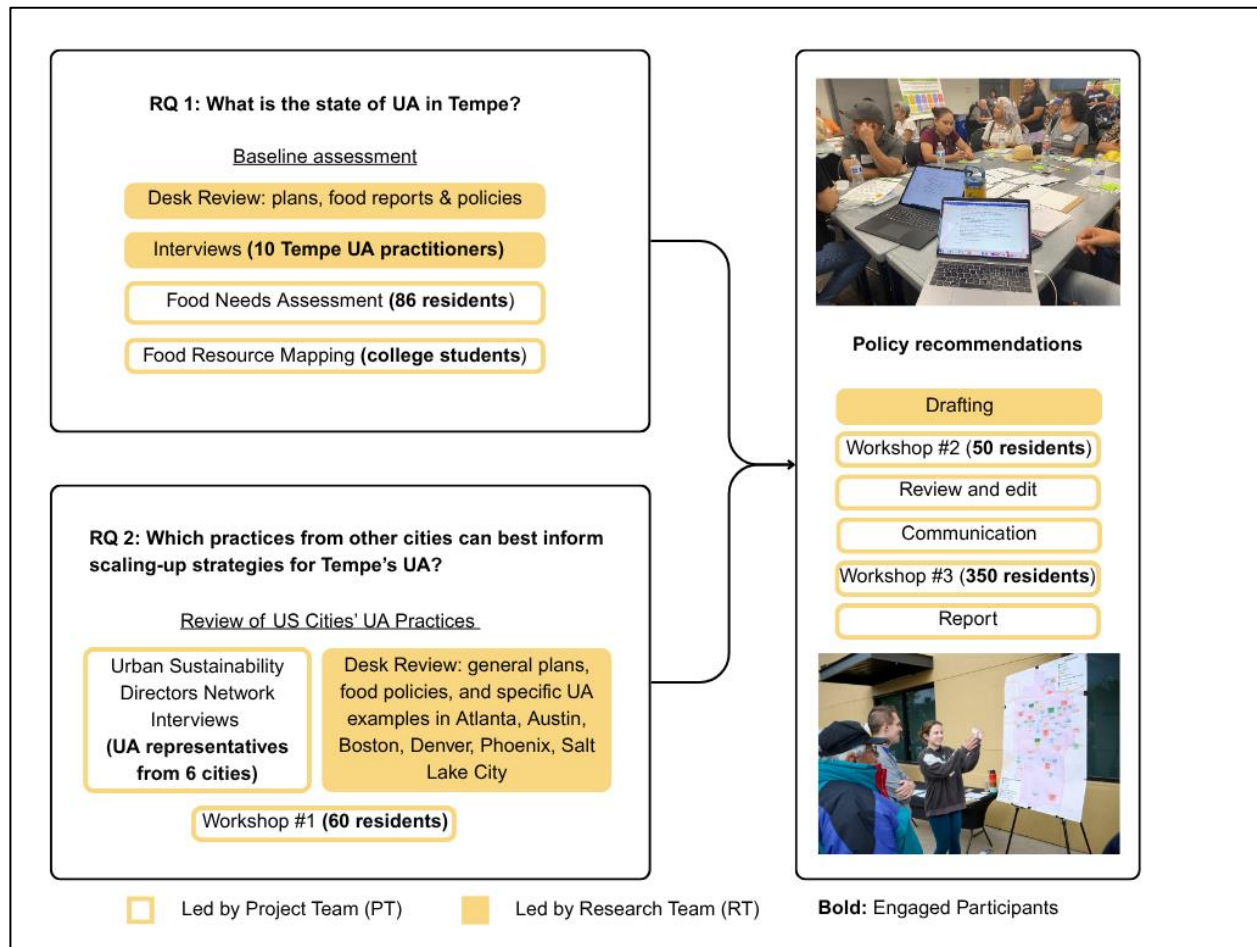 RQ 1: What is the state of UA in Tempe?
Baseline assessment
Desk Review: plans, food reports & policies
Interviews (10 Tempe UA practitioners)
Food Needs Assessment (86 residents)
Food Resource Mapping (college students)
RQ 2: Which practices from other cities can best inform
scaling-up strategies for Tempe's UA?
Review of US Cities' UA Practices
Urban Sustainability
Directors Network
Interviews
(UA representatives
from 6 cities)
Desk Review: general plans,
food policies, and specific UA
examples in Atlanta, Austin,
Boston, Denver, Phoenix, Salt
Lake City
Workshop #1 (60 residents)
Policy recommendations
Drafting
Workshop #2 (50 residents)
Review and edit
Communication
Workshop #3 (350 residents)
Report
Led by Project Team (PT)
Led by Research Team (RT)
Bold: Engaged Participants